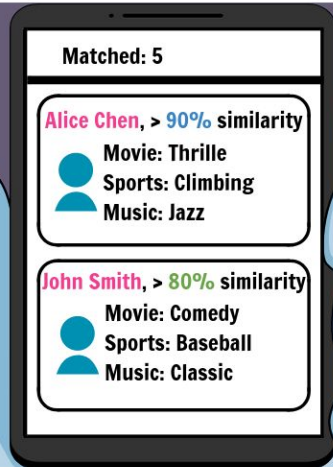 Matched: 5
Alice Chen, > 90% similarity
Movie: Thrille
Sports: Climbing
Music: Jazz
John Smith, > 80% similarity
Movie: Comedy
Sports: Baseball
Music: Classic